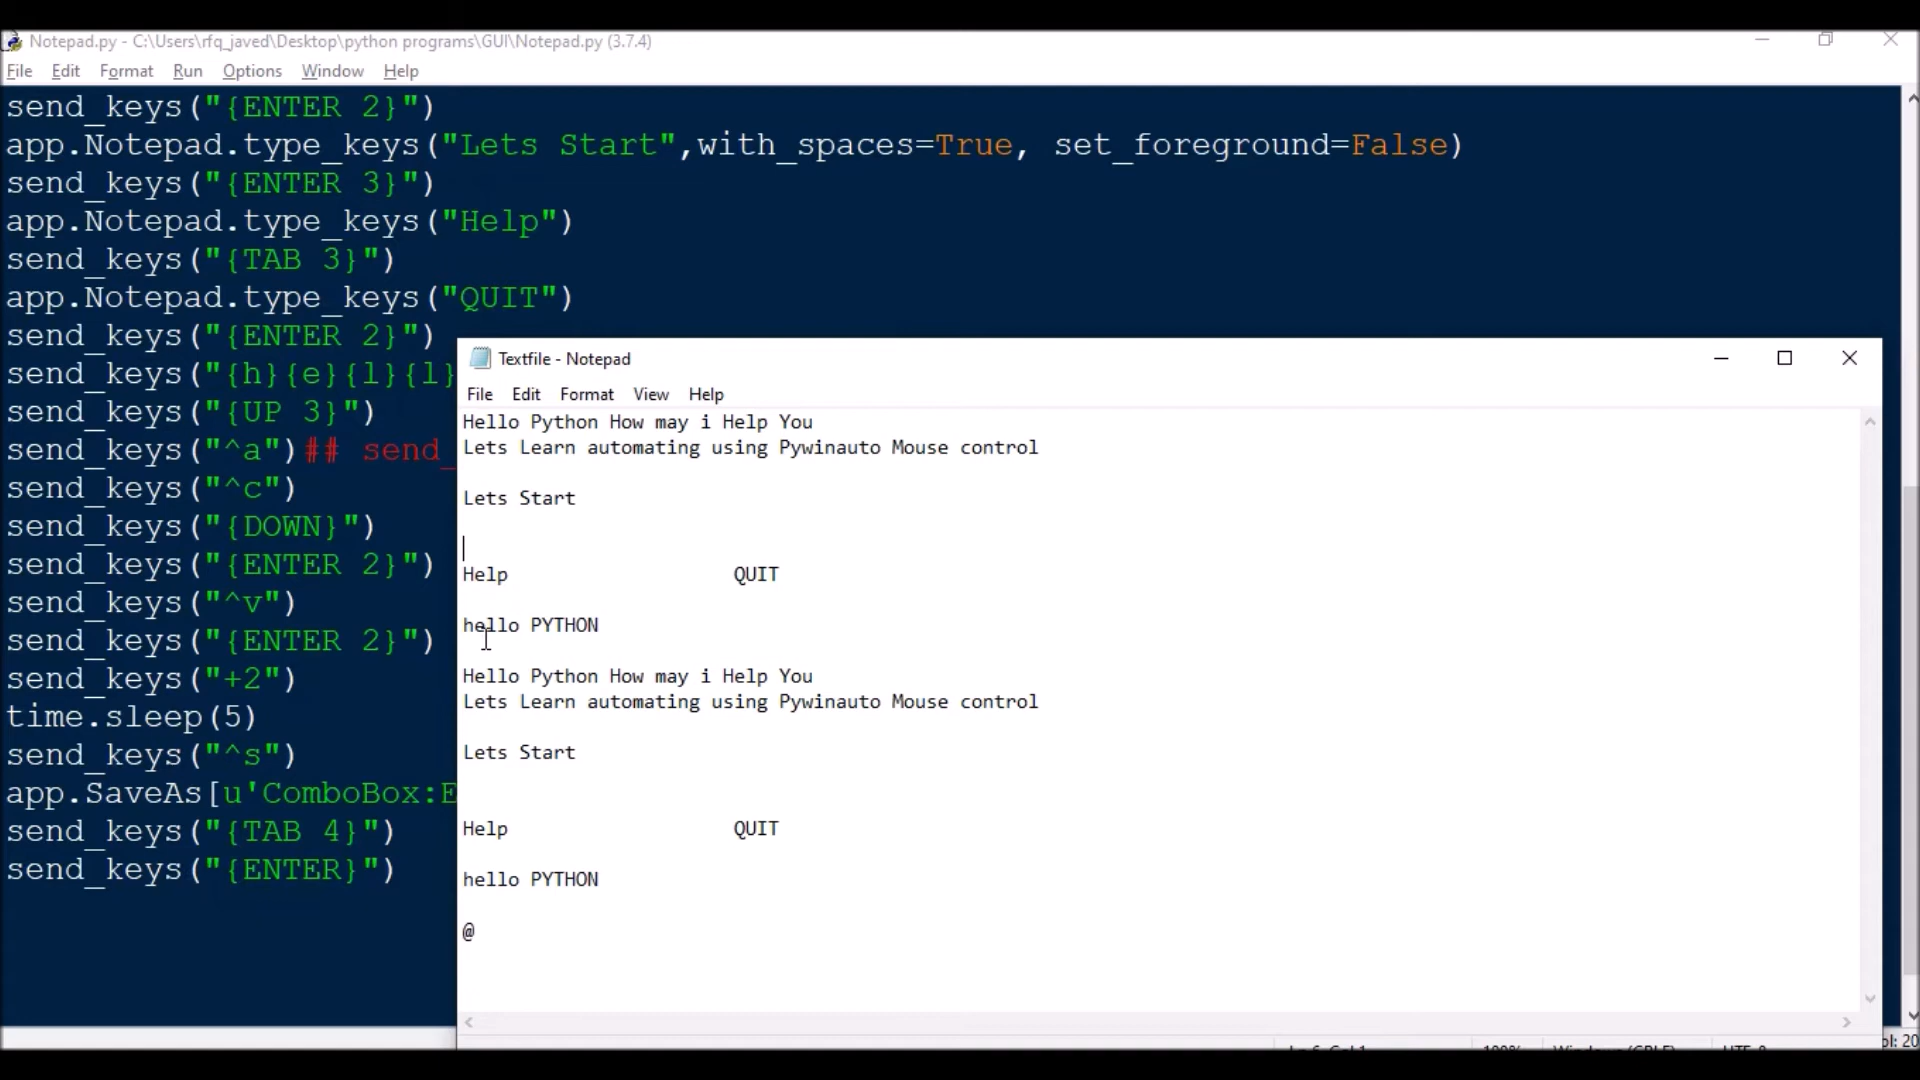 Notepad.py - C:\Users\rfq_javed\Desktop\python programs\GUI\Notepad.py (3.7.4)
File Edit Format Run Options Window Help
send_keys("{ENTER 2}")
app.Notepad.type_keys("Lets Start",with_spaces=True, set_foreground=False)
send_keys("{ENTER 3}")
app.Notepad.type_keys("Help")
send_keys("{TAB 3}")
app.Notepad.type_keys("QUIT")
send_keys("{ENTER 2}")
send_keys("{h}{e}{l}{l}
send_keys("{UP 3}")
send_keys("^a")## send_
send_keys("^c")
send_keys("{DOWN}")
send_keys("{ENTER 2}")
send_keys("^v")
send_keys("{ENTER 2}")
send_keys("+2")
time.sleep(5)
send_keys("^s")
app.SaveAs[u'ComboBox:E
send_keys("{TAB 4}")
send_keys("{ENTER}")
Textfile - Notepad
File Edit Format View Help
Hello Python How may i Help You
Lets Learn automating using Pywinauto Mouse control
Lets Start
Help QUIT
hello PYTHON
Hello Python How may i Help You
Lets Learn automating using Pywinauto Mouse control
Lets Start
Help QUIT
hello PYTHON
@